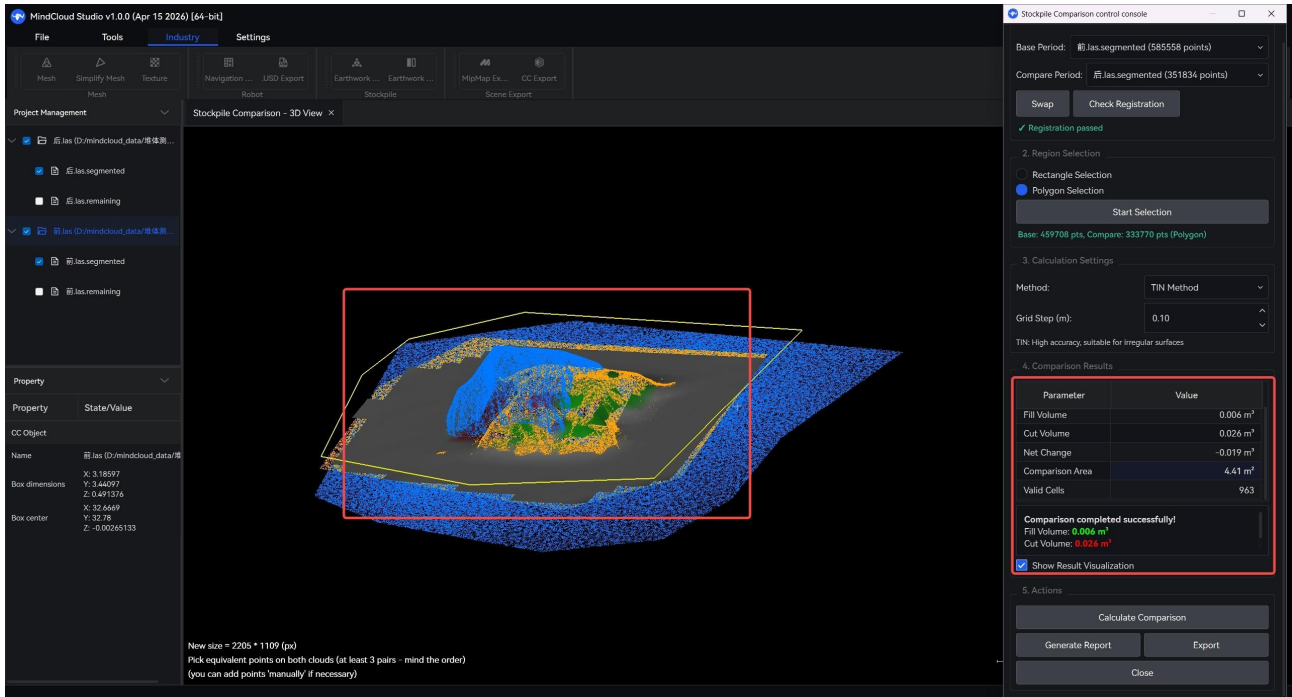 MindCloud Studio v1.0.0 (Apr 15 2026) [64-bit]
File Tools Industry Settings
Mesh Simplify Mesh Texture Navigation ... .USD Export Earthwork ... Earthwork ... MipMap Ex... CC Export
Mesh Robot Stockpile Scene Export
Project Management
后.las (D:/mindcloud_data/堆体测...
后.las.segmented
后.las.remaining
前.las (D:/mindcloud_data/堆体测...
前.las.segmented
前.las.remaining
Property
Property State/Value
CC Object
Name 前.las (D:/mindcloud_data/堆
Box dimensions X: 3.18597
Y: 3.44097
Z: 0.491376
Box center X: 32.6669
Y: 32.78
Z: -0.00265133
Stockpile Comparison - 3D View ×
New size = 2205 * 1109 (px)
Pick equivalent points on both clouds (at least 3 pairs - mind the order)
(you can add points 'manually' if necessary)
Stockpile Comparison control console
Base Period: 前.las.segmented (585558 points)
Compare Period: 后.las.segmented (351834 points)
Swap Check Registration
✓ Registration passed
2. Region Selection
Rectangle Selection
Polygon Selection
Start Selection
Base: 459708 pts, Compare: 333770 pts (Polygon)
3. Calculation Settings
Method: TIN Method
Grid Step (m): 0.10
TIN: High accuracy, suitable for irregular surfaces
4. Comparison Results
Parameter Value
Fill Volume 0.006 m³
Cut Volume 0.026 m³
Net Change -0.019 m³
Comparison Area 4.41 m²
Valid Cells 963
Comparison completed successfully!
Fill Volume: 0.006 m³
Cut Volume: 0.026 m³
Show Result Visualization
5. Actions
Calculate Comparison
Generate Report Export
Close